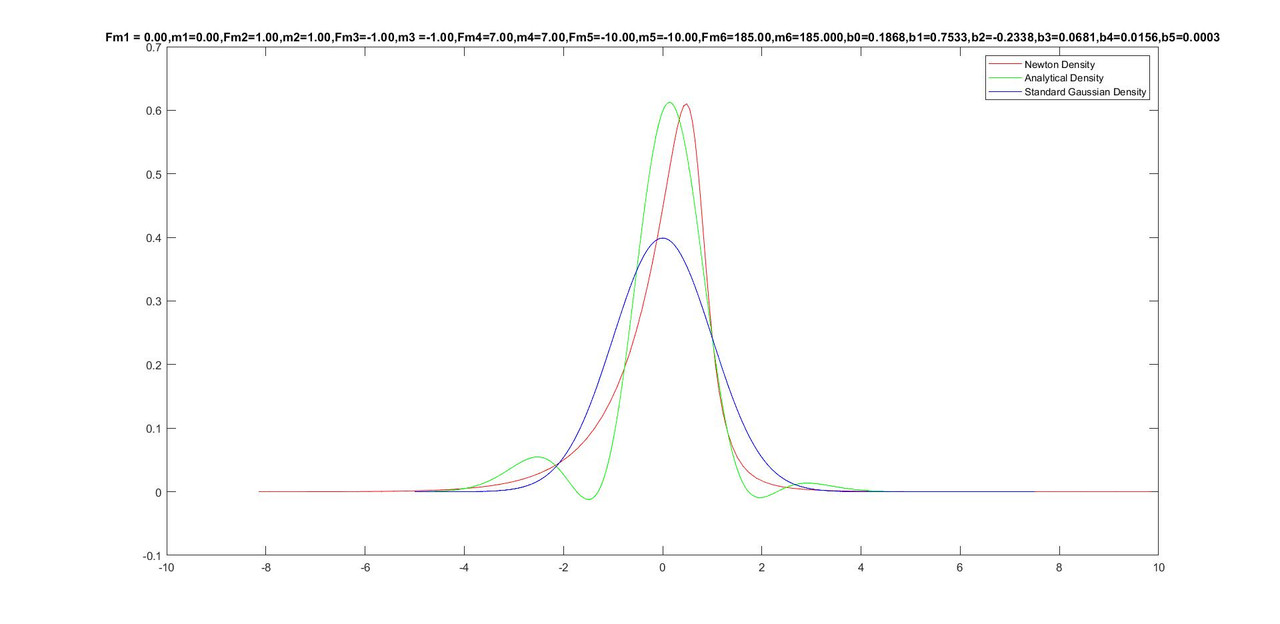 Fm1 = 0.00,m1=0.00,Fm2=1.00,m2=1.00,Fm3=-1.00,m3 =-1.00,Fm4=7.00,m4=7.00,Fm5=-10.00,m5=-10.00,Fm6=185.00,m6=185.000,b0=0.1868,b1=0.7533,b2=-0.2338,b3=0.0681,b4=0.0156,b5=0.0003
0.7
0.6
0.5
0.4
0.3
0.2
0.1
0
-0.1
-10 -8 -6 -4 -2 0 2 4 6 8 10
Newton Density
Analytical Density
Standard Gaussian Density